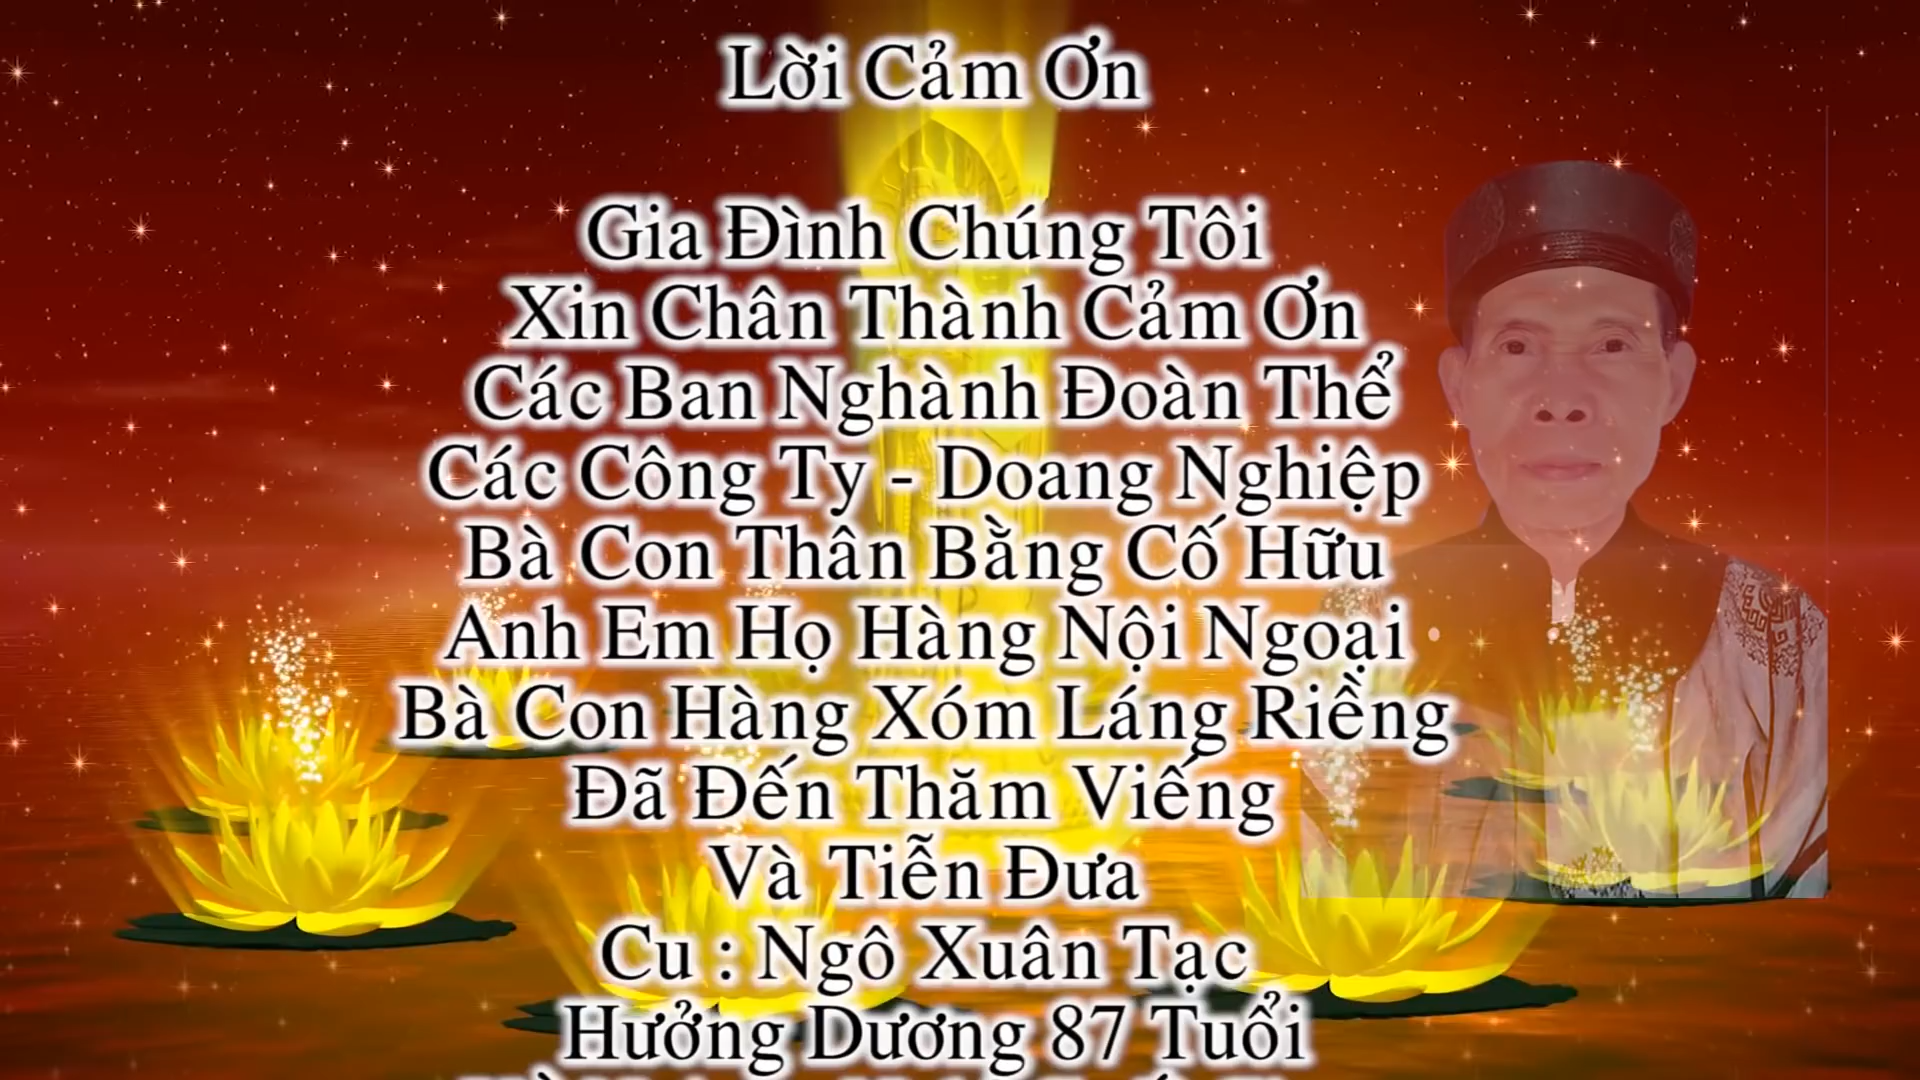 Lời Cảm Ơn
Gia Đình Chúng Tôi
Xin Chân Thành Cảm Ơn
Các Ban Nghành Đoàn Thể
Các Công Ty - Doang Nghiệp
Bà Con Thân Bằng Cố Hữu
Anh Em Họ Hàng Nội Ngoại
Bà Con Hàng Xóm Láng Riềng
Đã Đến Thăm Viếng
Và Tiễn Đưa
Cu : Ngô Xuân Tạc
Hưởng Dương 87 Tuổi